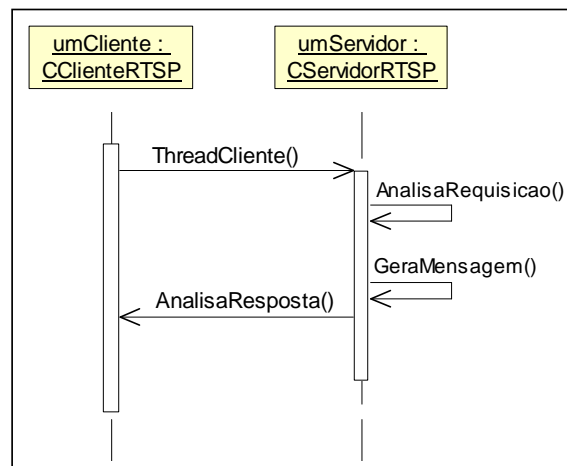 umCliente :
CClienteRTSP
umServidor :
CServidorRTSP
ThreadCliente()
AnalisaRequisicao()
GeraMensagem()
AnalisaResposta()